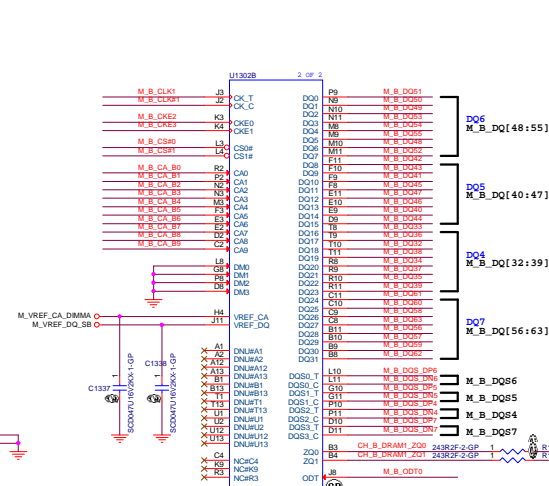 U1302B 2 OF 2
M_B_CLK1 J3 CK_T
M_B_CLK#1 J2 CK_C
M_B_CKE2 K3 CKE0
M_B_CKE3 K4 CKE1
M_B_CS#0 L3 CS0#
M_B_CS#1 L4 CS1#
M_B_CA_B0 R2 CA0
M_B_CA_B1 P2 CA1
M_B_CA_B2 N2 CA2
M_B_CA_B3 N3 CA3
M_B_CA_B4 M3 CA4
M_B_CA_B5 F3 CA5
M_B_CA_B6 E3 CA6
M_B_CA_B7 E2 CA7
M_B_CA_B8 D2 CA8
M_B_CA_B9 C2 CA9
L8 DM0
G8 DM1
P8 DM2
D8 DM3
M_VREF_CA_DIMMA H4 VREF_CA
M_VREF_DQ_SB J11 VREF_DQ
A1 DNU#A1
A2 DNU#A2
A12 DNU#A12
A13 DNU#A13
B1 DNU#B1
B13 DNU#B13
T1 DNU#T1
T13 DNU#T13
U1 DNU#U1
U2 DNU#U2
U12 DNU#U12
U13 DNU#U13
C4 NC#C4
K9 NC#K9
R3 NC#R3
C1337
SCD047U16V2KX-1-GP
C1338
SCD047U16V2KX-1-GP
DQ0 P9 M_B_DQ51
DQ1 N9 M_B_DQ50
DQ2 N10 M_B_DQ49
DQ3 N11 M_B_DQ53
DQ4 M8 M_B_DQ54
DQ5 M9 M_B_DQ55
DQ6 M10 M_B_DQ52
DQ7 M11 M_B_DQ48
DQ8 F11 M_B_DQ42
DQ9 F10 M_B_DQ43
DQ10 F9 M_B_DQ45
DQ11 F8 M_B_DQ41
DQ12 E11 M_B_DQ47
DQ13 E10 M_B_DQ46
DQ14 E9 M_B_DQ40
DQ15 D9 M_B_DQ44
DQ16 T8 M_B_DQ33
DQ17 T9 M_B_DQ36
DQ18 T10 M_B_DQ32
DQ19 T11 M_B_DQ38
DQ20 R8 M_B_DQ34
DQ21 R9 M_B_DQ37
DQ22 R10 M_B_DQ35
DQ23 R11 M_B_DQ39
DQ24 C11 M_B_DQ61
DQ25 C10 M_B_DQ60
DQ26 C9 M_B_DQ58
DQ27 C8 M_B_DQ63
DQ28 B11 M_B_DQ56
DQ29 B10 M_B_DQ57
DQ30 B9 M_B_DQ59
DQ31 B8 M_B_DQ62
DQS0_T L10 M_B_DQS_DP6
DQS0_C L11 M_B_DQS_DN6
DQS1_T G10 M_B_DQS_DP5
DQS1_C G11 M_B_DQS_DN5
DQS2_T P10 M_B_DQS_DP4
DQS2_C P11 M_B_DQS_DN4
DQS3_T D10 M_B_DQS_DP7
DQS3_C D11 M_B_DQS_DN7
ZQ0 B3 CH_B_DRAM1_ZQ0 243R2F-2-GP 1
ZQ1 B4 CH_B_DRAM1_ZQ1 243R2F-2-GP 1
ODT J8 M_B_ODT0
DQ6
M_B_DQ[48:55]
DQ5
M_B_DQ[40:47]
DQ4
M_B_DQ[32:39]
DQ7
M_B_DQ[56:63]
M_B_DQS6
M_B_DQS5
M_B_DQS4
M_B_DQS7